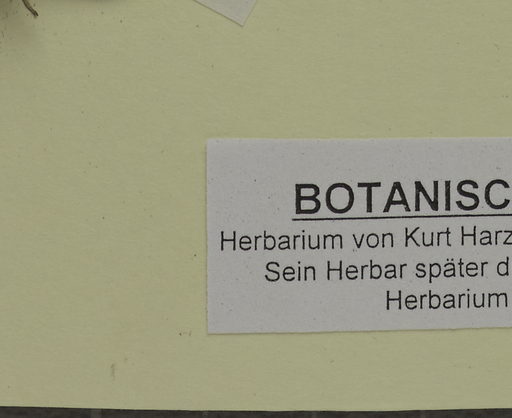 BOTANISC
Herbarium von Kurt Harz
Sein Herbar später d
Herbarium